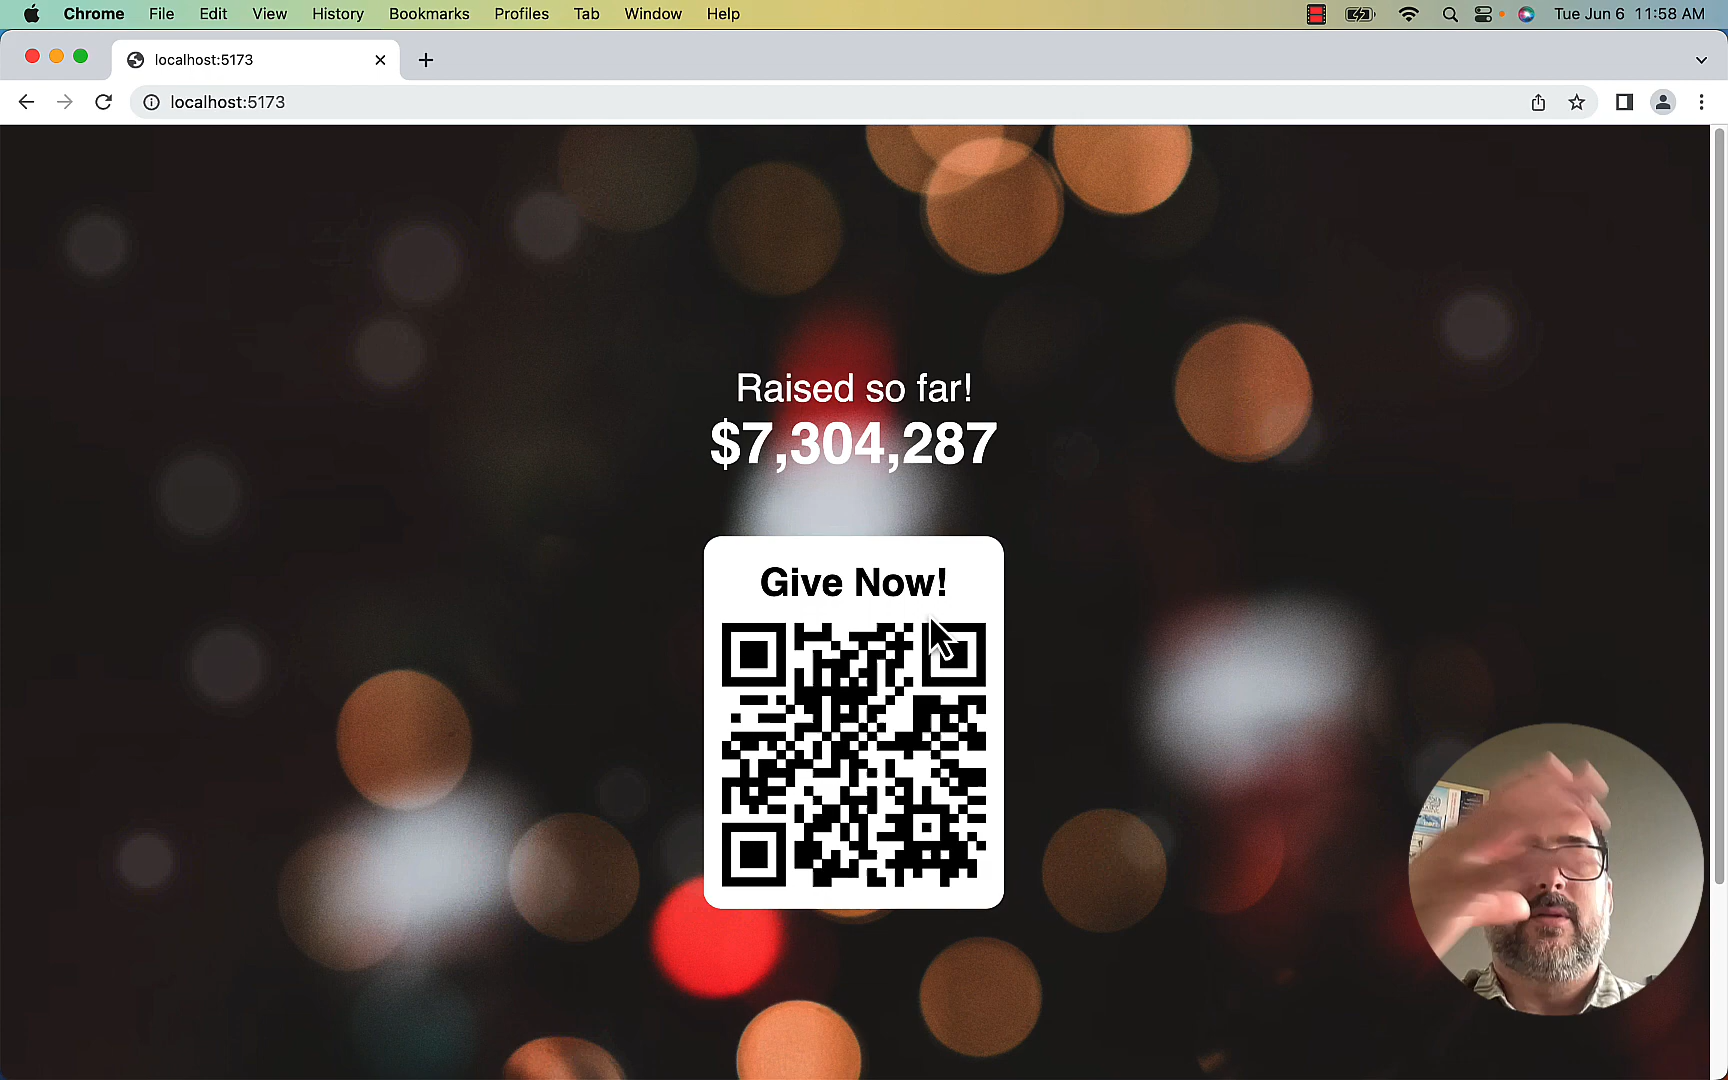 Chrome File Edit View History Bookmarks Profiles Tab Window Help Tue Jun 6 11:58 AM
localhost:5173
localhost:5173
Raised so far!
$7,304,287
Give Now!